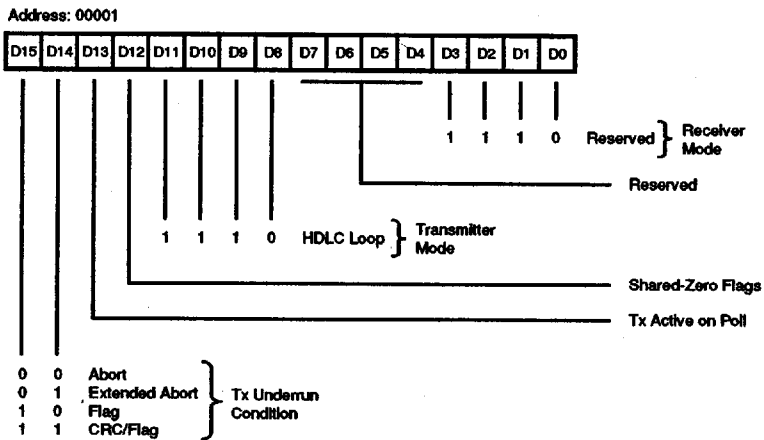 Address: 00001
D15 D14 D13 D12 D11 D10 D9 D8 D7 D6 D5 D4 D3 D2 D1 D0
1 1 1 0 Reserved } Receiver Mode
Reserved
1 1 1 0 HDLC Loop } Transmitter Mode
Shared-Zero Flags
Tx Active on Poll
0 0 Abort
0 1 Extended Abort
1 0 Flag
1 1 CRC/Flag
Tx Underrun
Condition